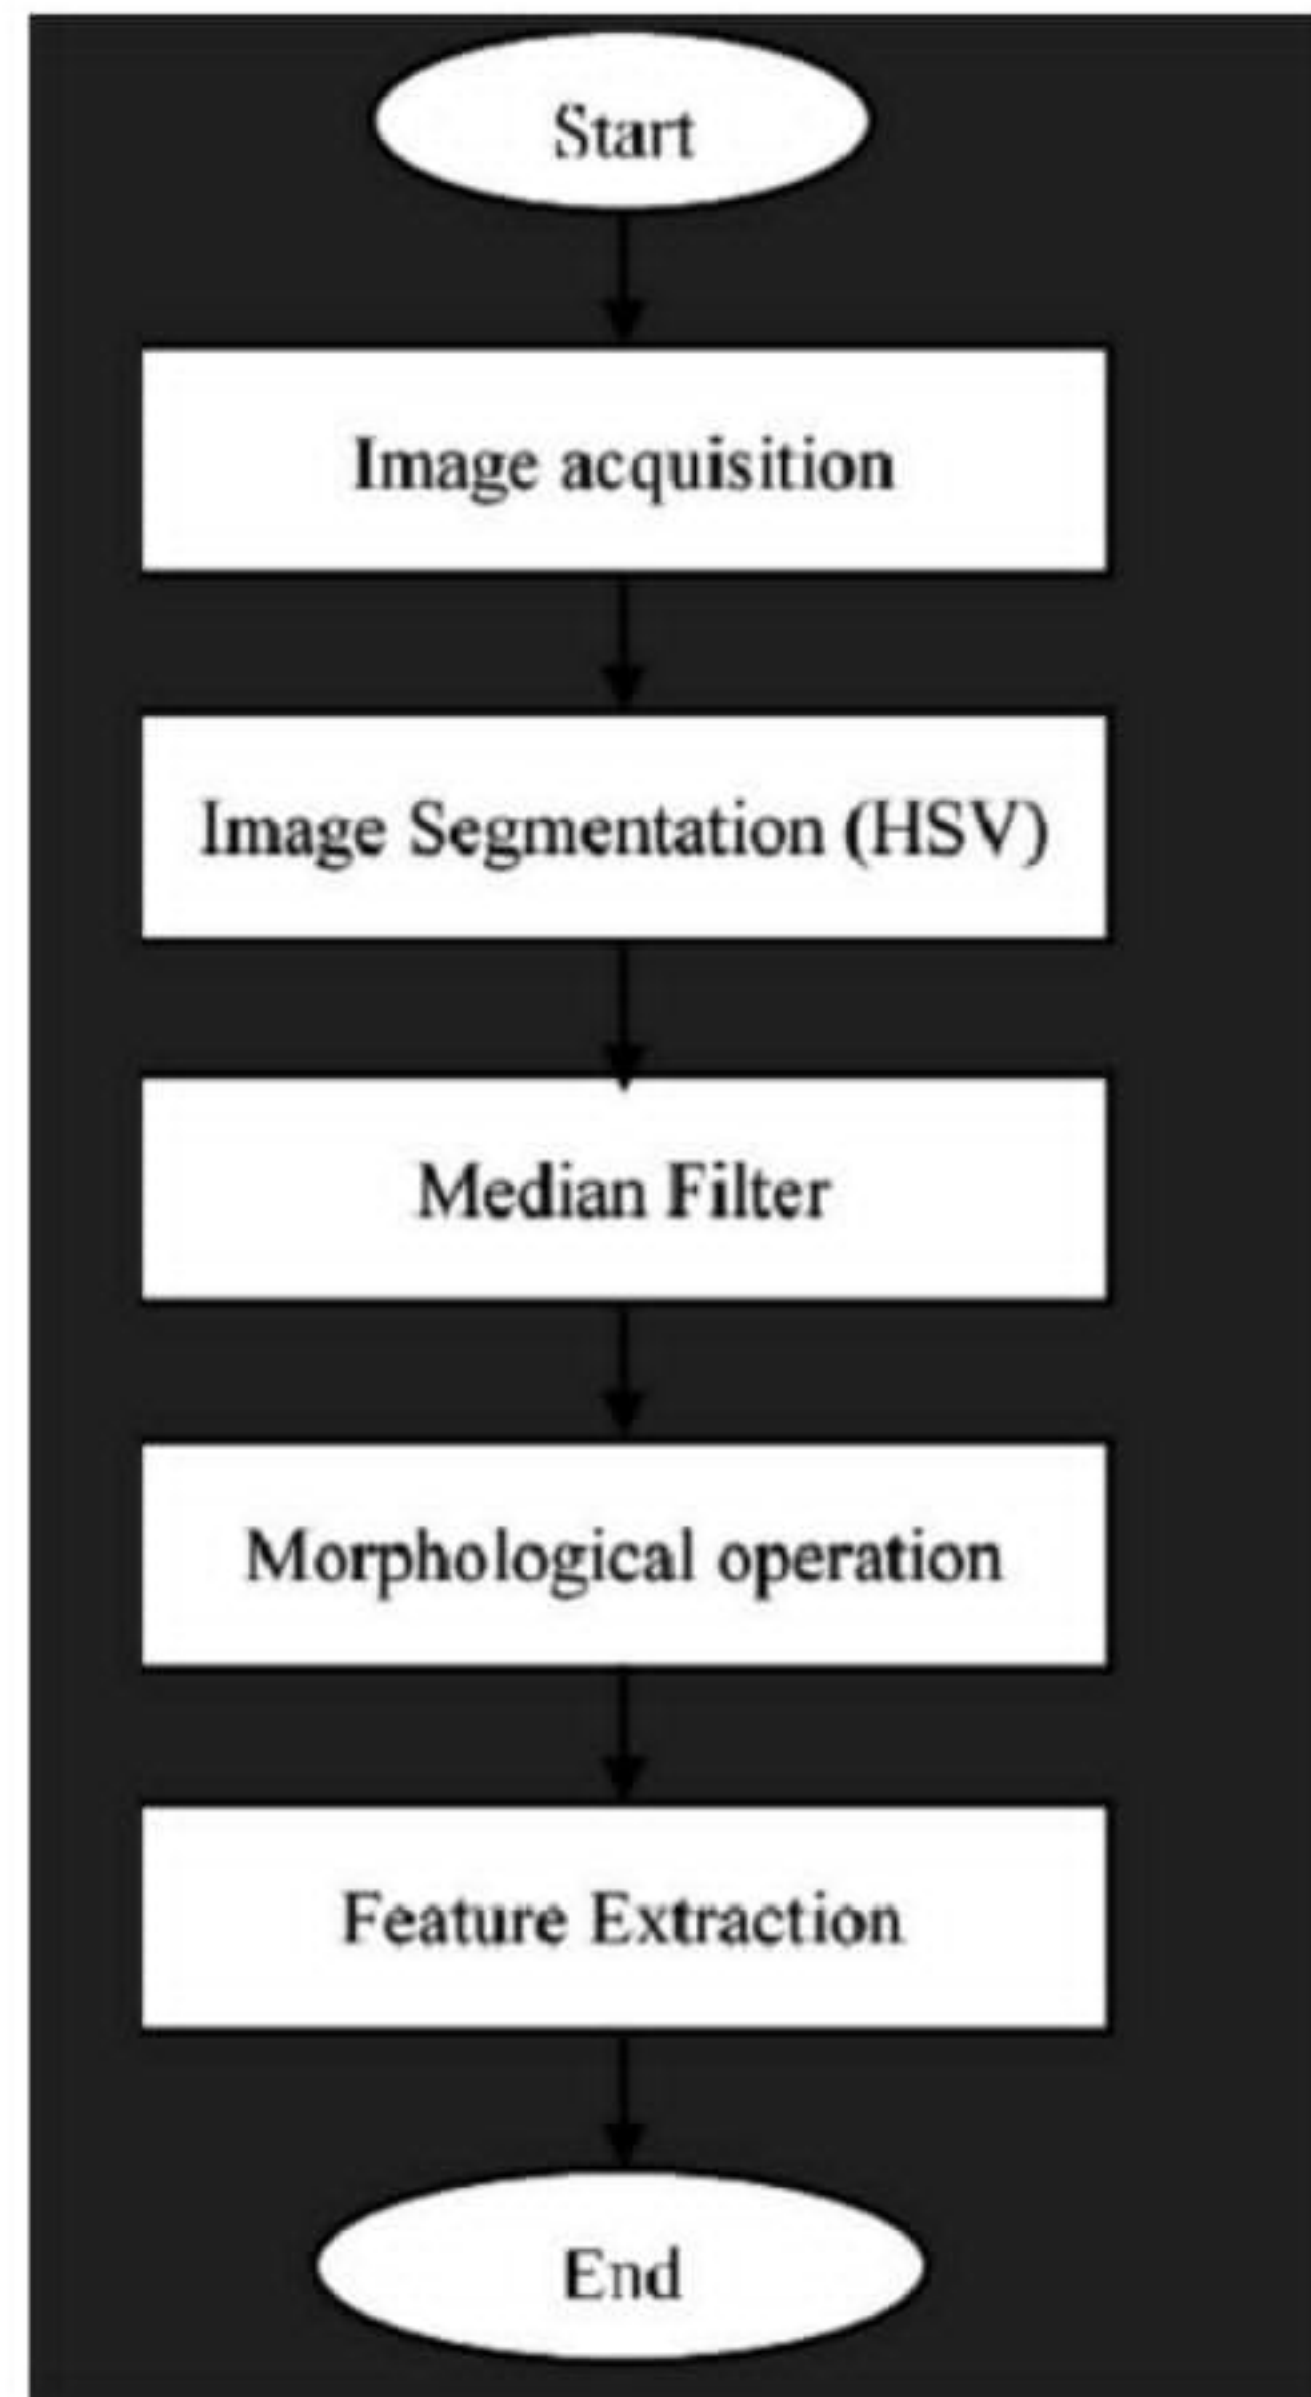 Start
Image acquisition
Image Segmentation (HSV)
Median Filter
Morphological operation
Feature Extraction
End